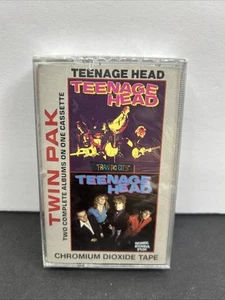 TEENAGE HEAD
TEENAGE
HEAD
TEENAGE
HEAD
TWIN PAK
TWO COMPLETE ALBUMS ON ONE CASSETTE
CHROMIUM DIOXIDE TAPE